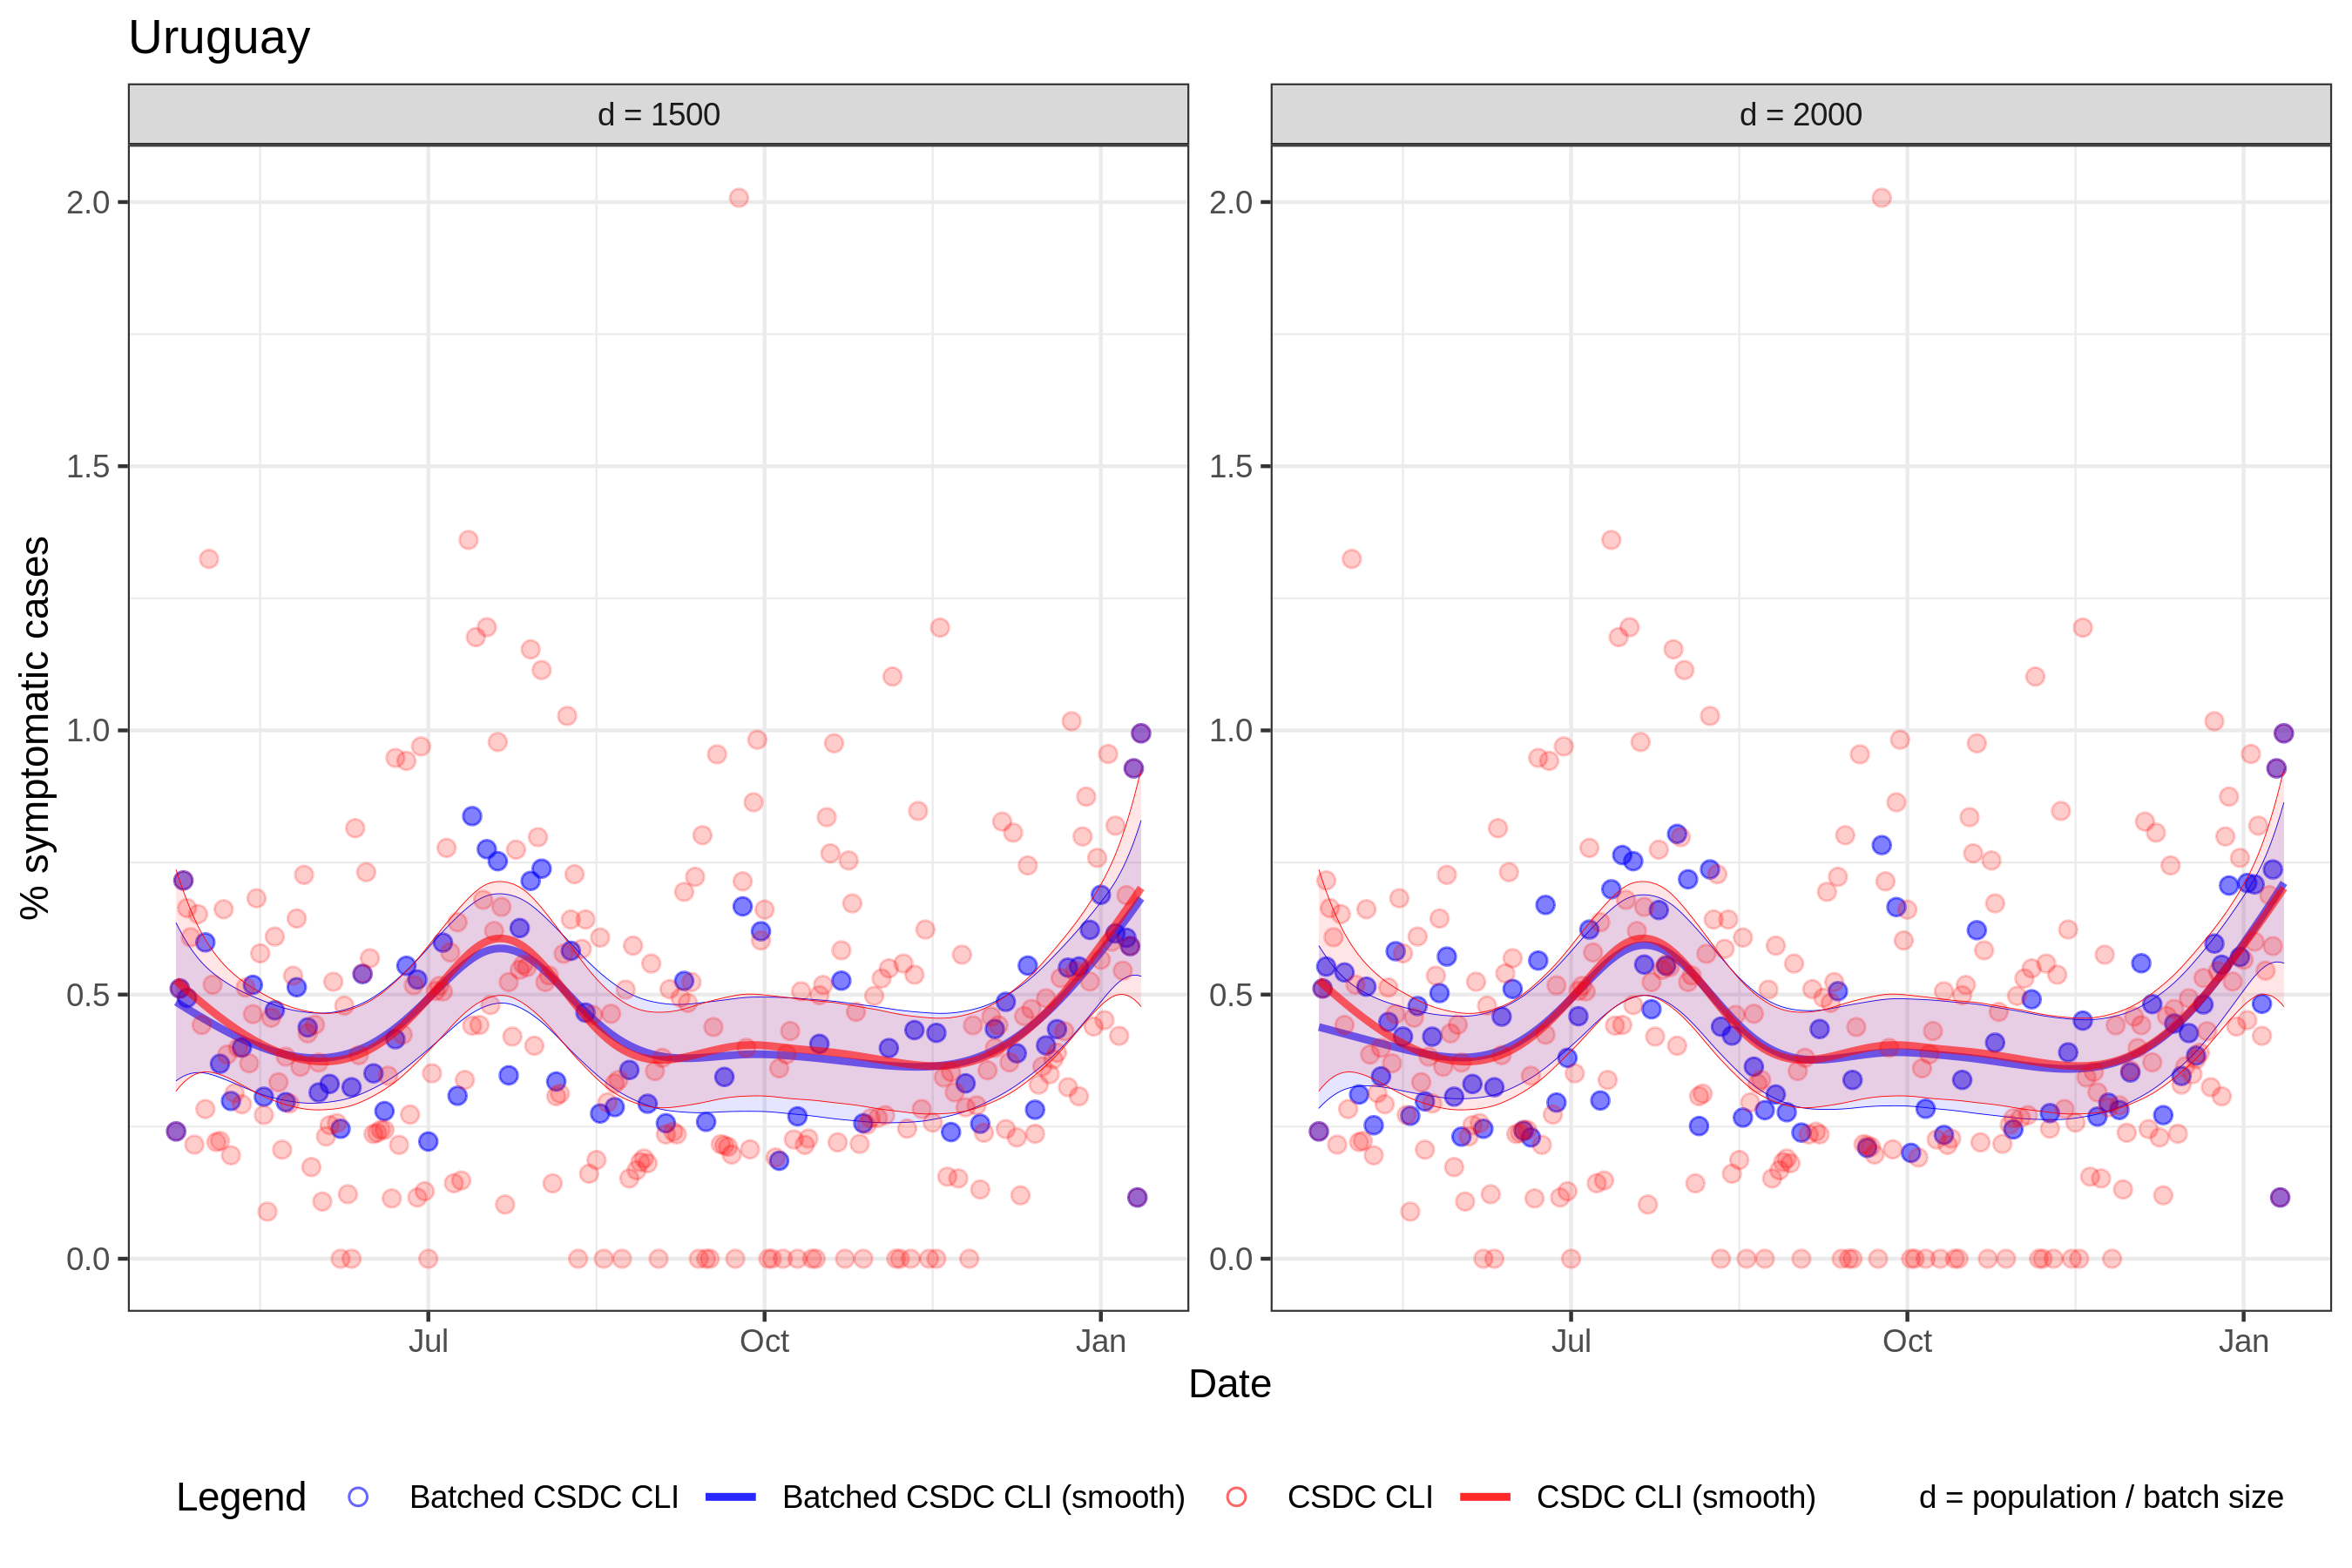 Uruguay
d = 1500
d = 2000
% symptomatic cases
2.0
1.5
1.0
0.5
0.0
2.0
1.5
1.0
0.5
0.0
Jul
Oct
Jan
Jul
Oct
Jan
Date
Legend
Batched CSDC CLI
Batched CSDC CLI (smooth)
CSDC CLI
CSDC CLI (smooth)
d = population / batch size